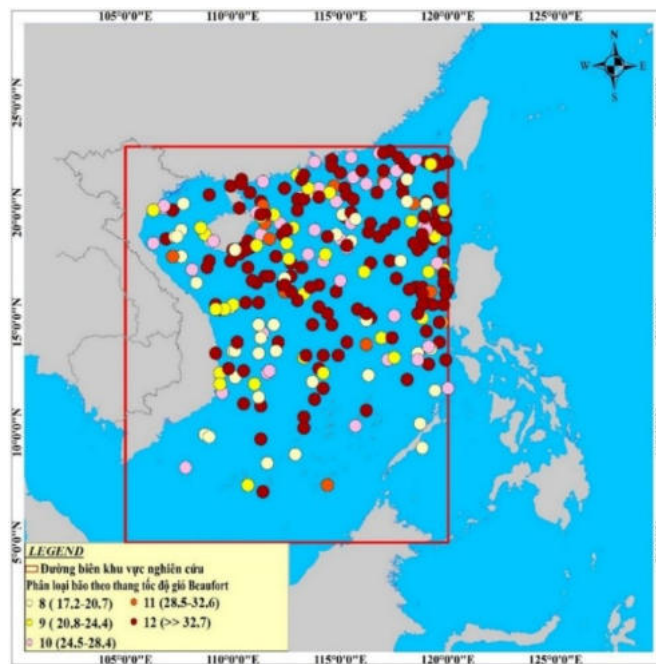 105°0'0"E 110°0'0"E 115°0'0"E 120°0'0"E 125°0'0"E
N
W E
S
25°0'0"N
20°0'0"N
15°0'0"N
10°0'0"N
5°0'0"N
LEGEND
Đường biên khu vực nghiên cứu
Phân loại bão theo thang tốc độ gió Beaufort
8 ( 17.2-20.7) 11 (28.5-32.6)
9 ( 20.8-24.4) 12 (>> 32.7)
10 (24.5-28.4)
105°0'0"E 110°0'0"E 115°0'0"E 120°0'0"E 125°0'0"E